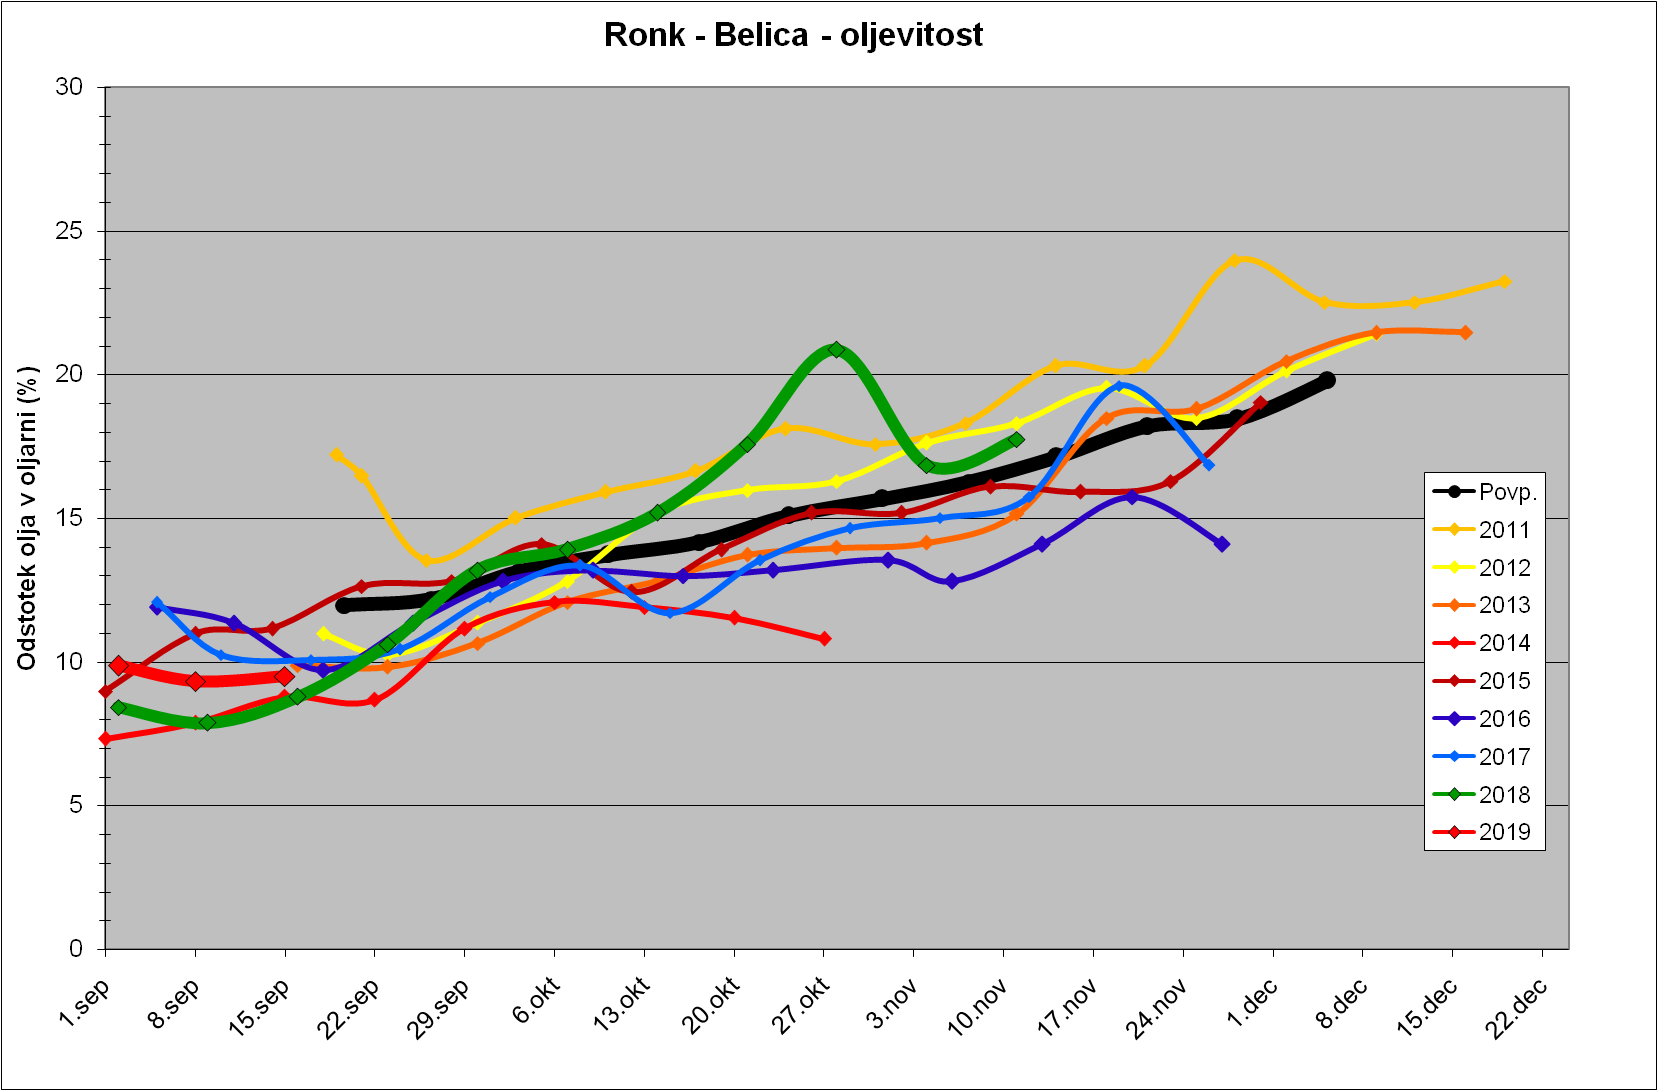 Ronk - Belica - oljevitost
Odstotek olja v oljarni (%)
30
25
20
15
10
5
0
1.sep
8.sep
15.sep
22.sep
29.sep
6.okt
13.okt
20.okt
27.okt
3.nov
10.nov
17.nov
24.nov
1.dec
8.dec
15.dec
22.dec
Povp.
2011
2012
2013
2014
2015
2016
2017
2018
2019